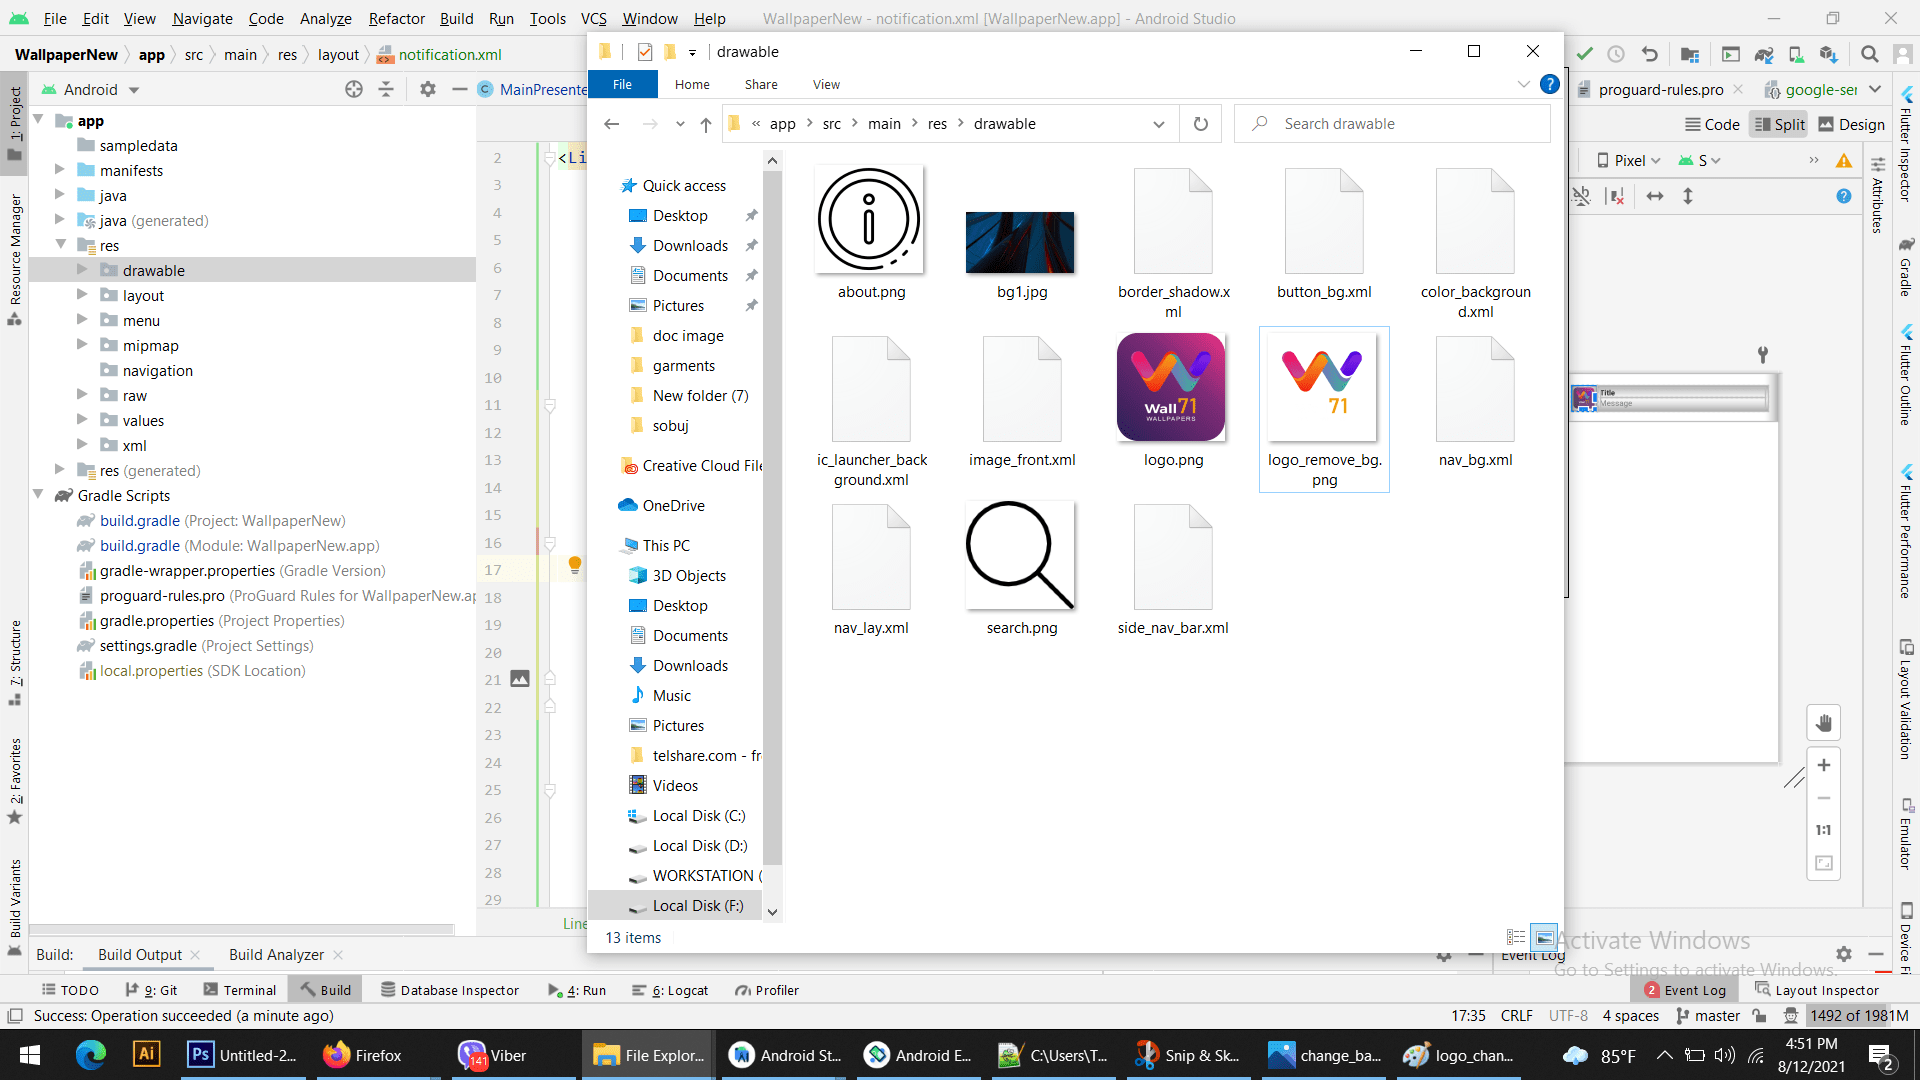 File Edit View Navigate Code Analyze Refactor Build Run Tools VCS Window Help WallpaperNew - notification.xml [WallpaperNew.app] - Android Studio
WallpaperNew app src main res layout notification.xml
Android
MainPresente
1: Project
Resource Manager
7: Structure
2: Favorites
Build Variants
app
sampledata
manifests
java
java (generated)
res
drawable
layout
menu
mipmap
navigation
raw
values
xml
res (generated)
Gradle Scripts
build.gradle (Project: WallpaperNew)
build.gradle (Module: WallpaperNew.app)
gradle-wrapper.properties (Gradle Version)
proguard-rules.pro (ProGuard Rules for WallpaperNew.ap
gradle.properties (Project Properties)
settings.gradle (Project Settings)
local.properties (SDK Location)
2
3
4
5
6
7
8
9
10
11
12
13
14
15
16
17
18
19
20
21
22
23
24
25
26
27
28
29
<Li
Line
drawable
File Home Share View
« app > src > main > res > drawable
Search drawable
Quick access
Desktop
Downloads
Documents
Pictures
doc image
garments
New folder (7)
sobuj
Creative Cloud File
OneDrive
This PC
3D Objects
Desktop
Documents
Downloads
Music
Pictures
telshare.com - fr
Videos
Local Disk (C:)
Local Disk (D:)
WORKSTATION (
Local Disk (F:)
13 items
about.png
bg1.jpg
border_shadow.x
ml
button_bg.xml
color_backgroun
d.xml
ic_launcher_back
ground.xml
image_front.xml
Wall 71
WALLPAPERS
logo.png
71
logo_remove_bg.
png
nav_bg.xml
nav_lay.xml
search.png
side_nav_bar.xml
proguard-rules.pro google-ser
Code Split Design
Pixel S
Title
Message
1:1
Flutter Inspector
Attributes
Gradle
Flutter Outline
Flutter Performance
Layout Validation
Emulator
Device Fi
Activate Windows
Go to Settings to activate Windows.
Build: Build Output Build Analyzer
Event Log
TODO 9: Git Terminal Build Database Inspector 4: Run 6: Logcat Profiler
2 Event Log Layout Inspector
Success: Operation succeeded (a minute ago)
17:35 CRLF UTF-8 4 spaces master 1492 of 1981M
Ai
Ps Untitled-2...
Firefox
141 Viber
File Explor...
Android St...
Android E...
C:\Users\T...
Snip & Sk...
change_ba...
logo_chan...
85°F
4:51 PM
8/12/2021
2